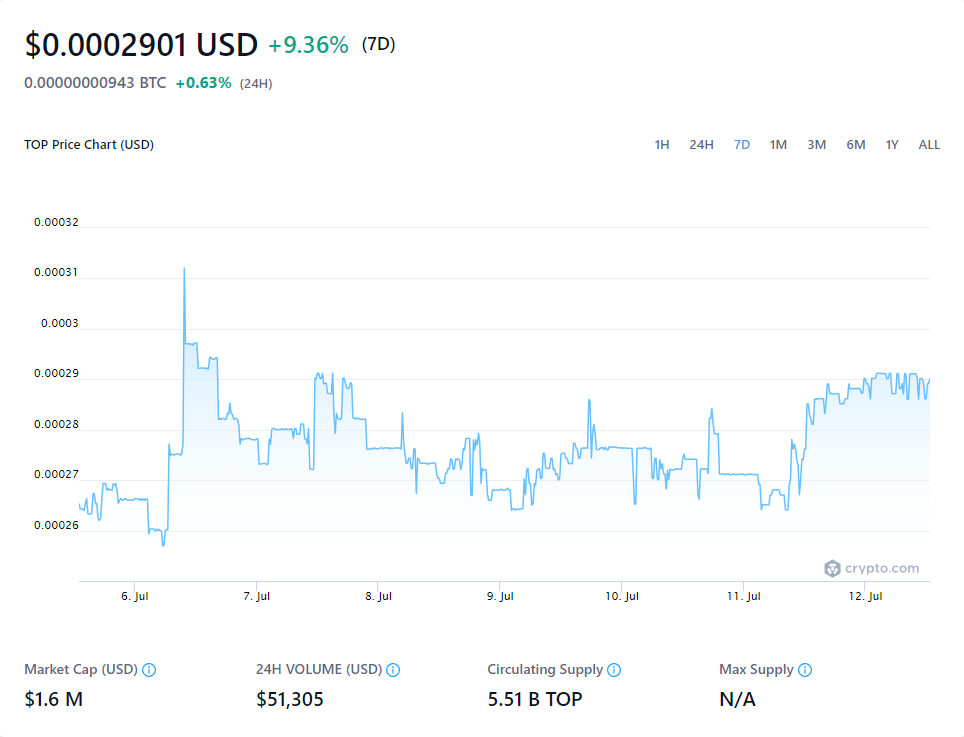 $0.0002901 USD +9.36% (7D)
0.00000000943 BTC +0.63% (24H)
TOP Price Chart (USD) 1H 24H 7D 1M 3M 6M 1Y ALL
0.00032
0.00031
0.0003
0.00029
0.00028
0.00027
0.00026
crypto.com
6. Jul 7. Jul 8. Jul 9. Jul 10. Jul 11. Jul 12. Jul
Market Cap (USD) 24H VOLUME (USD) Circulating Supply Max Supply
$1.6 M $51,305 5.51 B TOP N/A